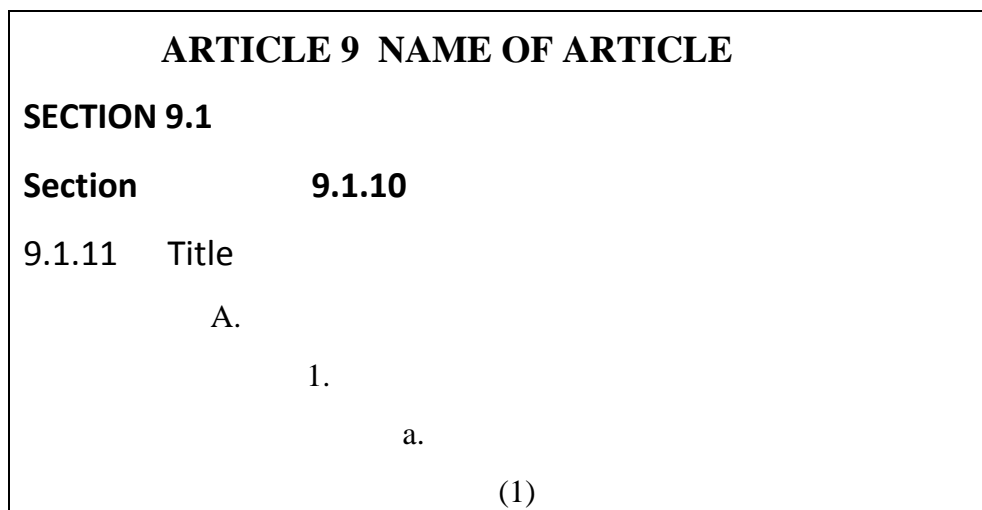 ARTICLE 9 NAME OF ARTICLE
SECTION 9.1
Section 9.1.10
9.1.11 Title
A.
1.
a.
(1)